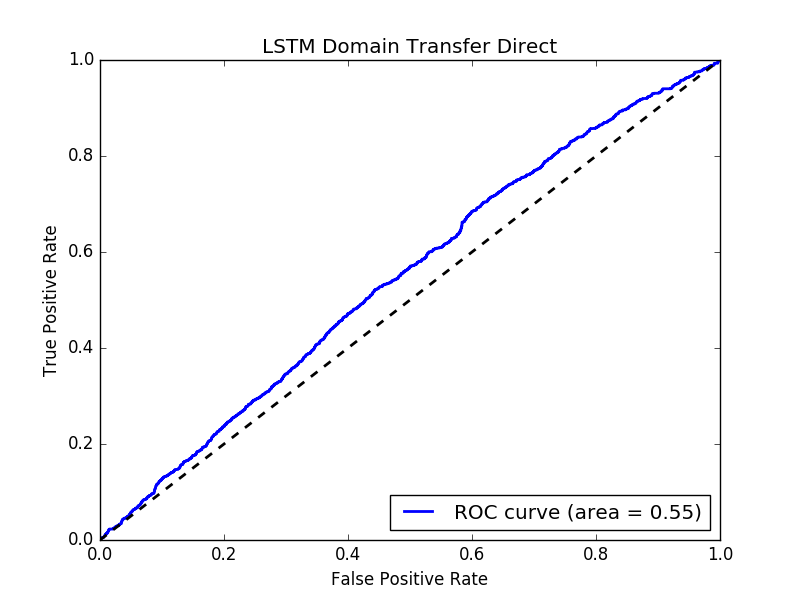 LSTM Domain Transfer Direct
1.0
0.8
0.6
0.4
0.2
0.0
True Positive Rate
ROC curve (area = 0.55)
0.0 0.2 0.4 0.6 0.8 1.0
False Positive Rate